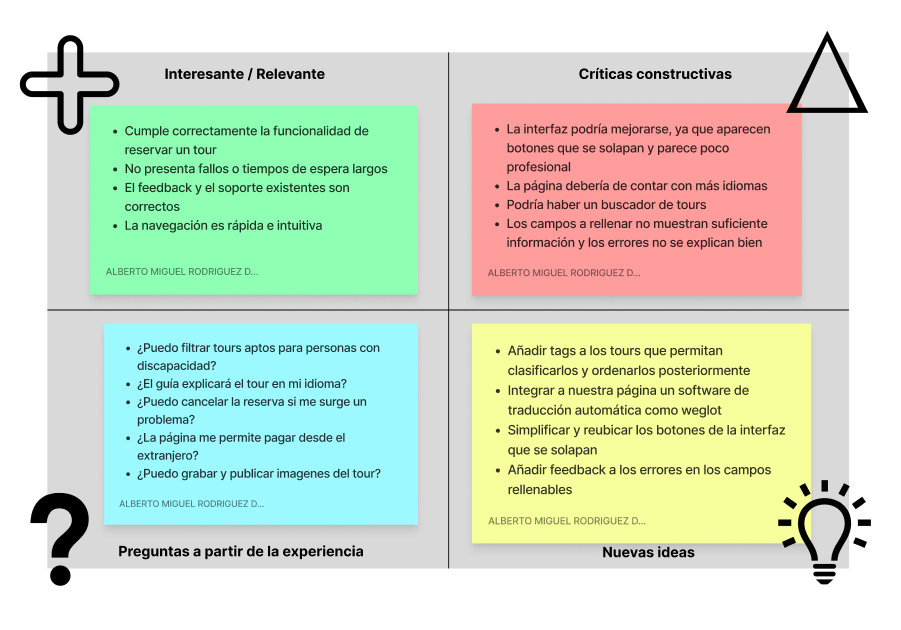 Interesante / Relevante
• Cumple correctamente la funcionalidad de
reservar un tour
• No presenta fallos o tiempos de espera largos
• El feedback y el soporte existentes son
correctos
• La navegación es rápida e intuitiva
ALBERTO MIGUEL RODRIGUEZ D...
Críticas constructivas
• La interfaz podría mejorarse, ya que aparecen
botones que se solapan y parece poco
profesional
• La página debería de contar con más idiomas
• Podría haber un buscador de tours
• Los campos a rellenar no muestran suficiente
información y los errores no se explican bien
ALBERTO MIGUEL RODRIGUEZ D...
• ¿Puedo filtrar tours aptos para personas con
discapacidad?
• ¿El guía explicará el tour en mi idioma?
• ¿Puedo cancelar la reserva si me surge un
problema?
• ¿La página me permite pagar desde el
extranjero?
• ¿Puedo grabar y publicar imagenes del tour?
ALBERTO MIGUEL RODRIGUEZ D...
Preguntas a partir de la experiencia
• Añadir tags a los tours que permitan
clasificarlos y ordenarlos posteriormente
• Integrar a nuestra página un software de
traducción automática como weglot
• Simplificar y reubicar los botones de la interfaz
que se solapan
• Añadir feedback a los errores en los campos
rellenables
ALBERTO MIGUEL RODRIGUEZ D...
Nuevas ideas